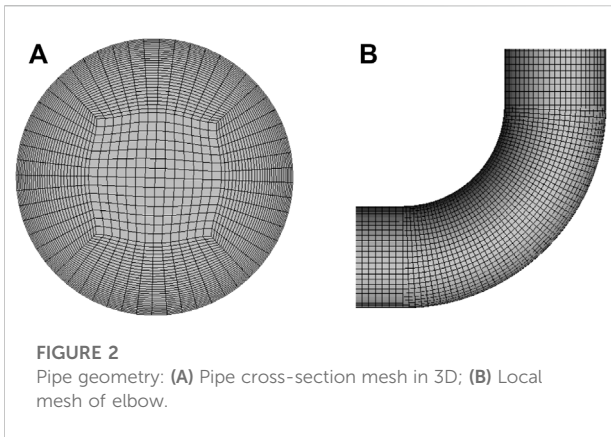 A
B
FIGURE 2
Pipe geometry: (A) Pipe cross-section mesh in 3D; (B) Local
mesh of elbow.